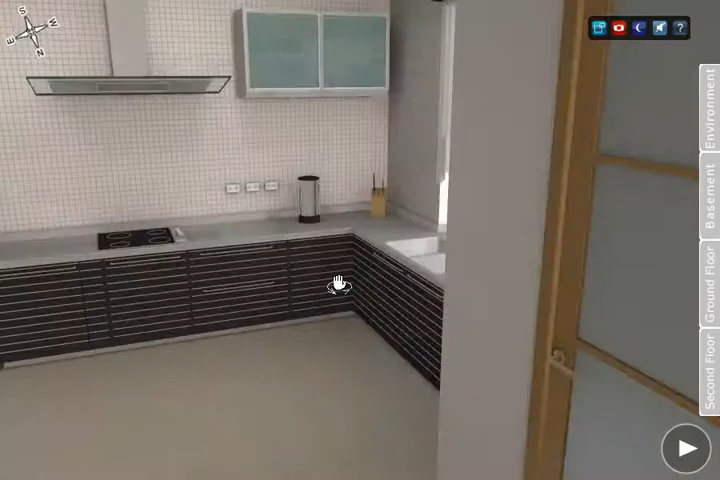 S
W
E
N
?
Environment
Basement
Ground Floor
Second Floor